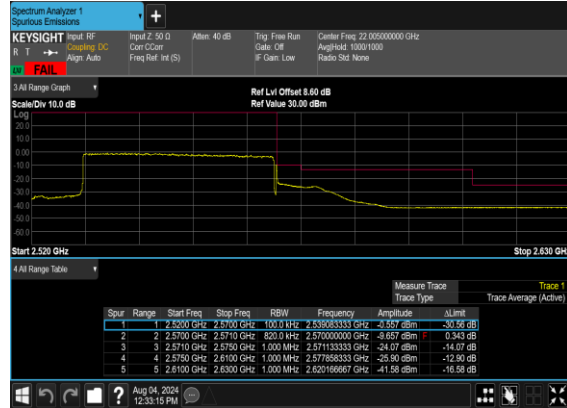 Spectrum Analyzer 1
Spurious Emissions
+
KEYSIGHT Input: RF Input Z: 50 Ω Atten: 40 dB Trig: Free Run Center Freq: 22.005000000 GHz
R T Coupling: DC Corr CCorr Gate: Off Avg|Hold: 1000/1000
Align: Auto Freq Ref: Int (S) IF Gain: Low Radio Std: None
LW FAIL
3 All Range Graph
Ref Lvl Offset 8.60 dB
Scale/Div 10.0 dB Ref Value 30.00 dBm
Log
20.0
10.0
0.00
-10.0
-20.0
-30.0
-40.0
-50.0
-60.0
Start 2.520 GHz Stop 2.630 GHz
4 All Range Table
Measure Trace Trace 1
Trace Type Trace Average (Active)
Spur Range Start Freq Stop Freq RBW Frequency Amplitude ΔLimit
1 1 2.5200 GHz 2.5700 GHz 100.0 kHz 2.539083333 GHz -0.557 dBm -30.56 dB
2 2 2.5700 GHz 2.5710 GHz 820.0 kHz 2.570000000 GHz -9.657 dBm F 0.343 dB
3 3 2.5710 GHz 2.5750 GHz 1.000 MHz 2.571133333 GHz -24.07 dBm -14.07 dB
4 4 2.5750 GHz 2.6100 GHz 1.000 MHz 2.577858333 GHz -25.90 dBm -12.90 dB
5 5 2.6100 GHz 2.6300 GHz 1.000 MHz 2.620166667 GHz -41.58 dBm -16.58 dB
? Aug 04, 2024
12:33:15 PM